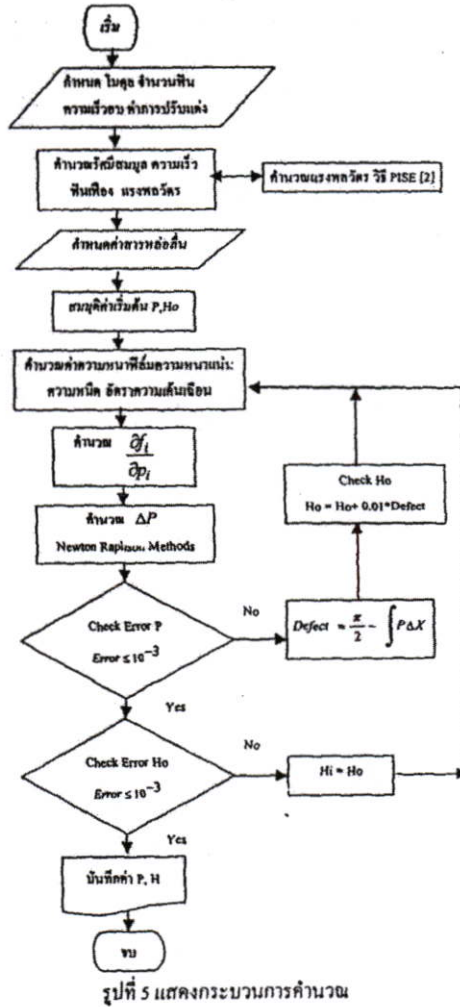 เริ่ม
กำหนด โมดุล จำนวนฟัน
ความเร็วรอบ ค่าการปรับแต่ง
คำนวณรัศมีสมมูล ความเร็ว
ฟันเฟือง แรงพลวัตร
คำนวณแรงพลวัตร วิธี PISE [2]
กำหนดค่าสารหล่อลื่น
สมมุติค่าเริ่มต้น P,Ho
คำนวณค่าความหนาฟิล์มความหนาแน่น:
ความหนืด อัตราความเค้นเฉือน
คำนวณ ∂fᵢ/∂pᵢ
Check Ho
Ho = Ho+ 0.01*Defect
คำนวณ ΔP
Newton Raphson Methods
Check Error P
Error ≤ 10⁻³
No
Defect = π/2 − ∫PΔX
Yes
Check Error Ho
Error ≤ 10⁻³
No
Hi = Ho
Yes
บันทึกค่า P, H
จบ
รูปที่ 5 แสดงกระบวนการคำนวณ